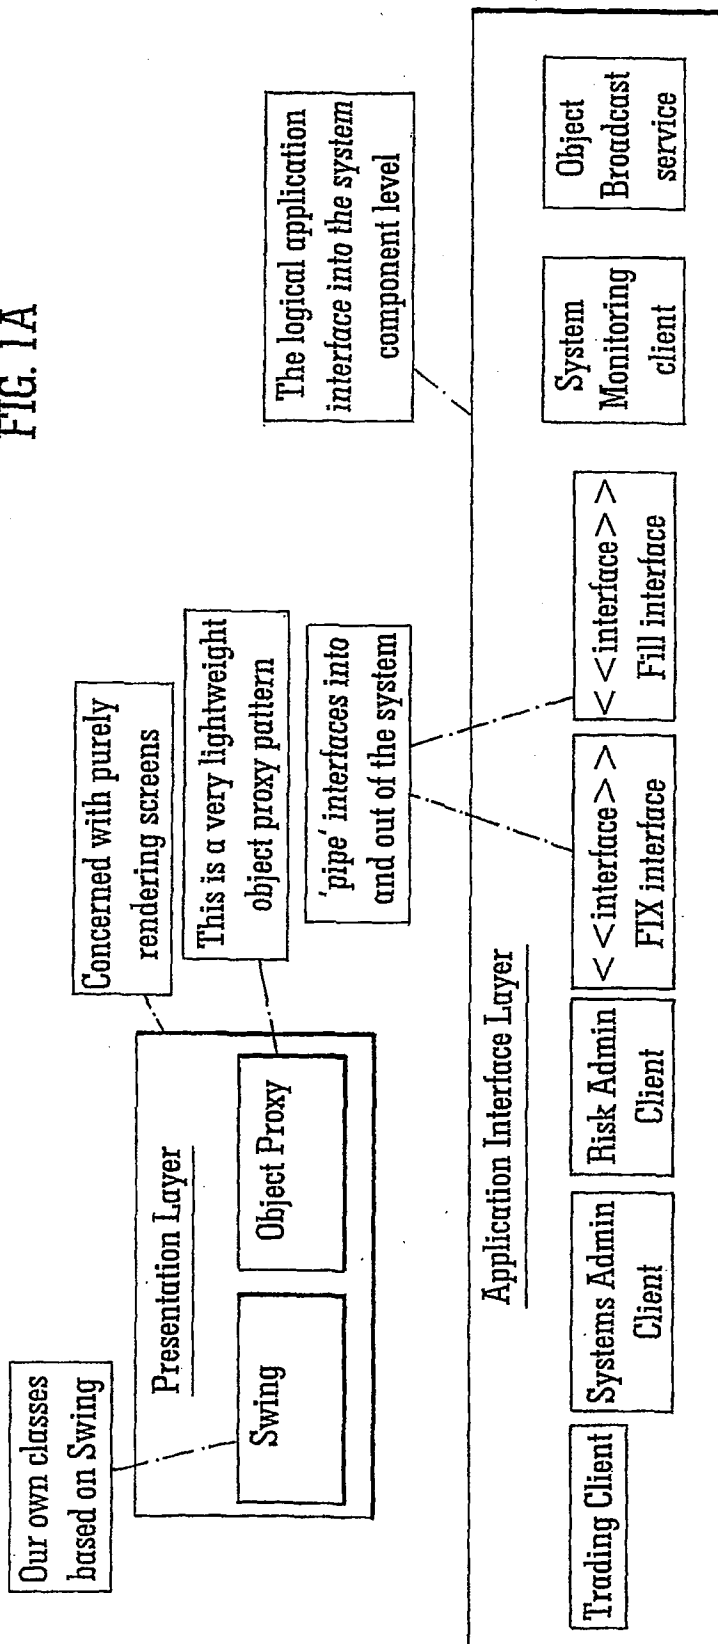 FIG. 1A
Our own classes
based on Swing
Concerned with purely
rendering screens
Presentation Layer
Swing
Object Proxy
This is a very lightweight
object proxy pattern
'pipe' interfaces into
and out of the system
The logical application
interface into the system
component level
Application Interface Layer
Trading Client
Systems Admin
Client
Risk Admin
Client
< <interface> >
FIX interface
< <interface> >
Fill interface
System
Monitoring
client
Object
Broadcast
service